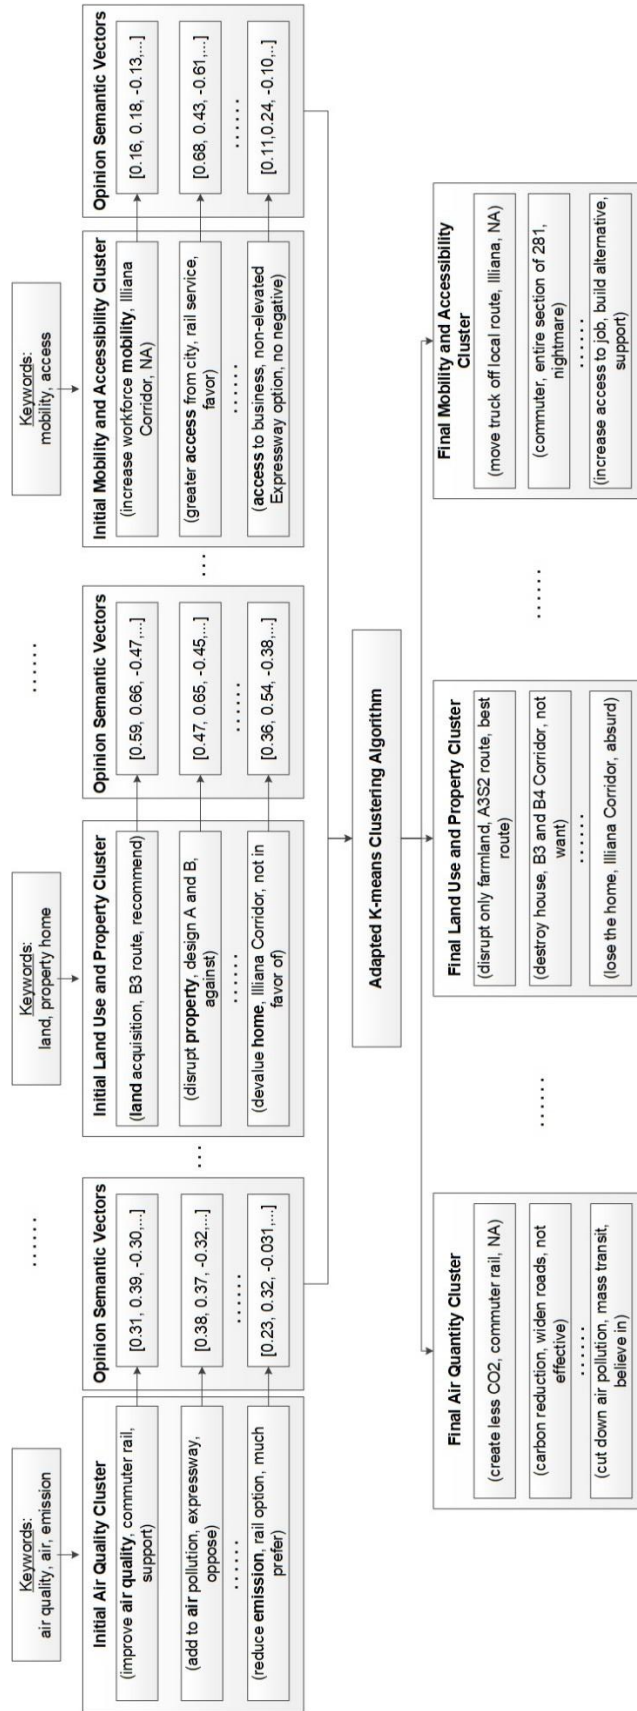 Keywords:
air quality, air, emission
Initial Air Quality Cluster
(improve air quality, commuter rail,
support)
(add to air pollution, expressway,
oppose)
......
(reduce emission, rail option, much
prefer)
Opinion Semantic Vectors
[0.31, 0.39, -0.30,...]
[0.38, 0.37, -0.32,...]
......
[0.23, 0.32, -0.031,...]
......
...
Keywords:
land, property home
Initial Land Use and Property Cluster
(land acquisition, B3 route, recommend)
(disrupt property, design A and B,
against)
......
(devalue home, Illiana Corridor, not in
favor of)
Opinion Semantic Vectors
[0.59, 0.66, -0.47,...]
[0.47, 0.65, -0.45,...]
......
[0.36, 0.54, -0.38,...]
......
...
Keywords:
mobility, access
Initial Mobility and Accessibility Cluster
(increase workforce mobility, Illiana
Corridor, NA)
(greater access from city, rail service,
favor)
......
(access to business, non-elevated
Expressway option, no negative)
Opinion Semantic Vectors
[0.16, 0.18, -0.13,...]
[0.68, 0.43, -0.61,...]
......
[0.11,0.24, -0.10,...]
Adapted K-means Clustering Algorithm
Final Air Quantity Cluster
(create less CO2, commuter rail, NA)
(carbon reduction, widen roads, not
effective)
......
(cut down air pollution, mass transit,
believe in)
......
Final Land Use and Property Cluster
(disrupt only farmland, A3S2 route, best
route)
(destroy house, B3 and B4 Corridor, not
want)
......
(lose the home, Illiana Corridor, absurd)
......
Final Mobility and Accessibility
Cluster
(move truck off local route, Illiana, NA)
(commuter, entire section of 281,
nightmare)
......
(increase access to job, build alternative,
support)